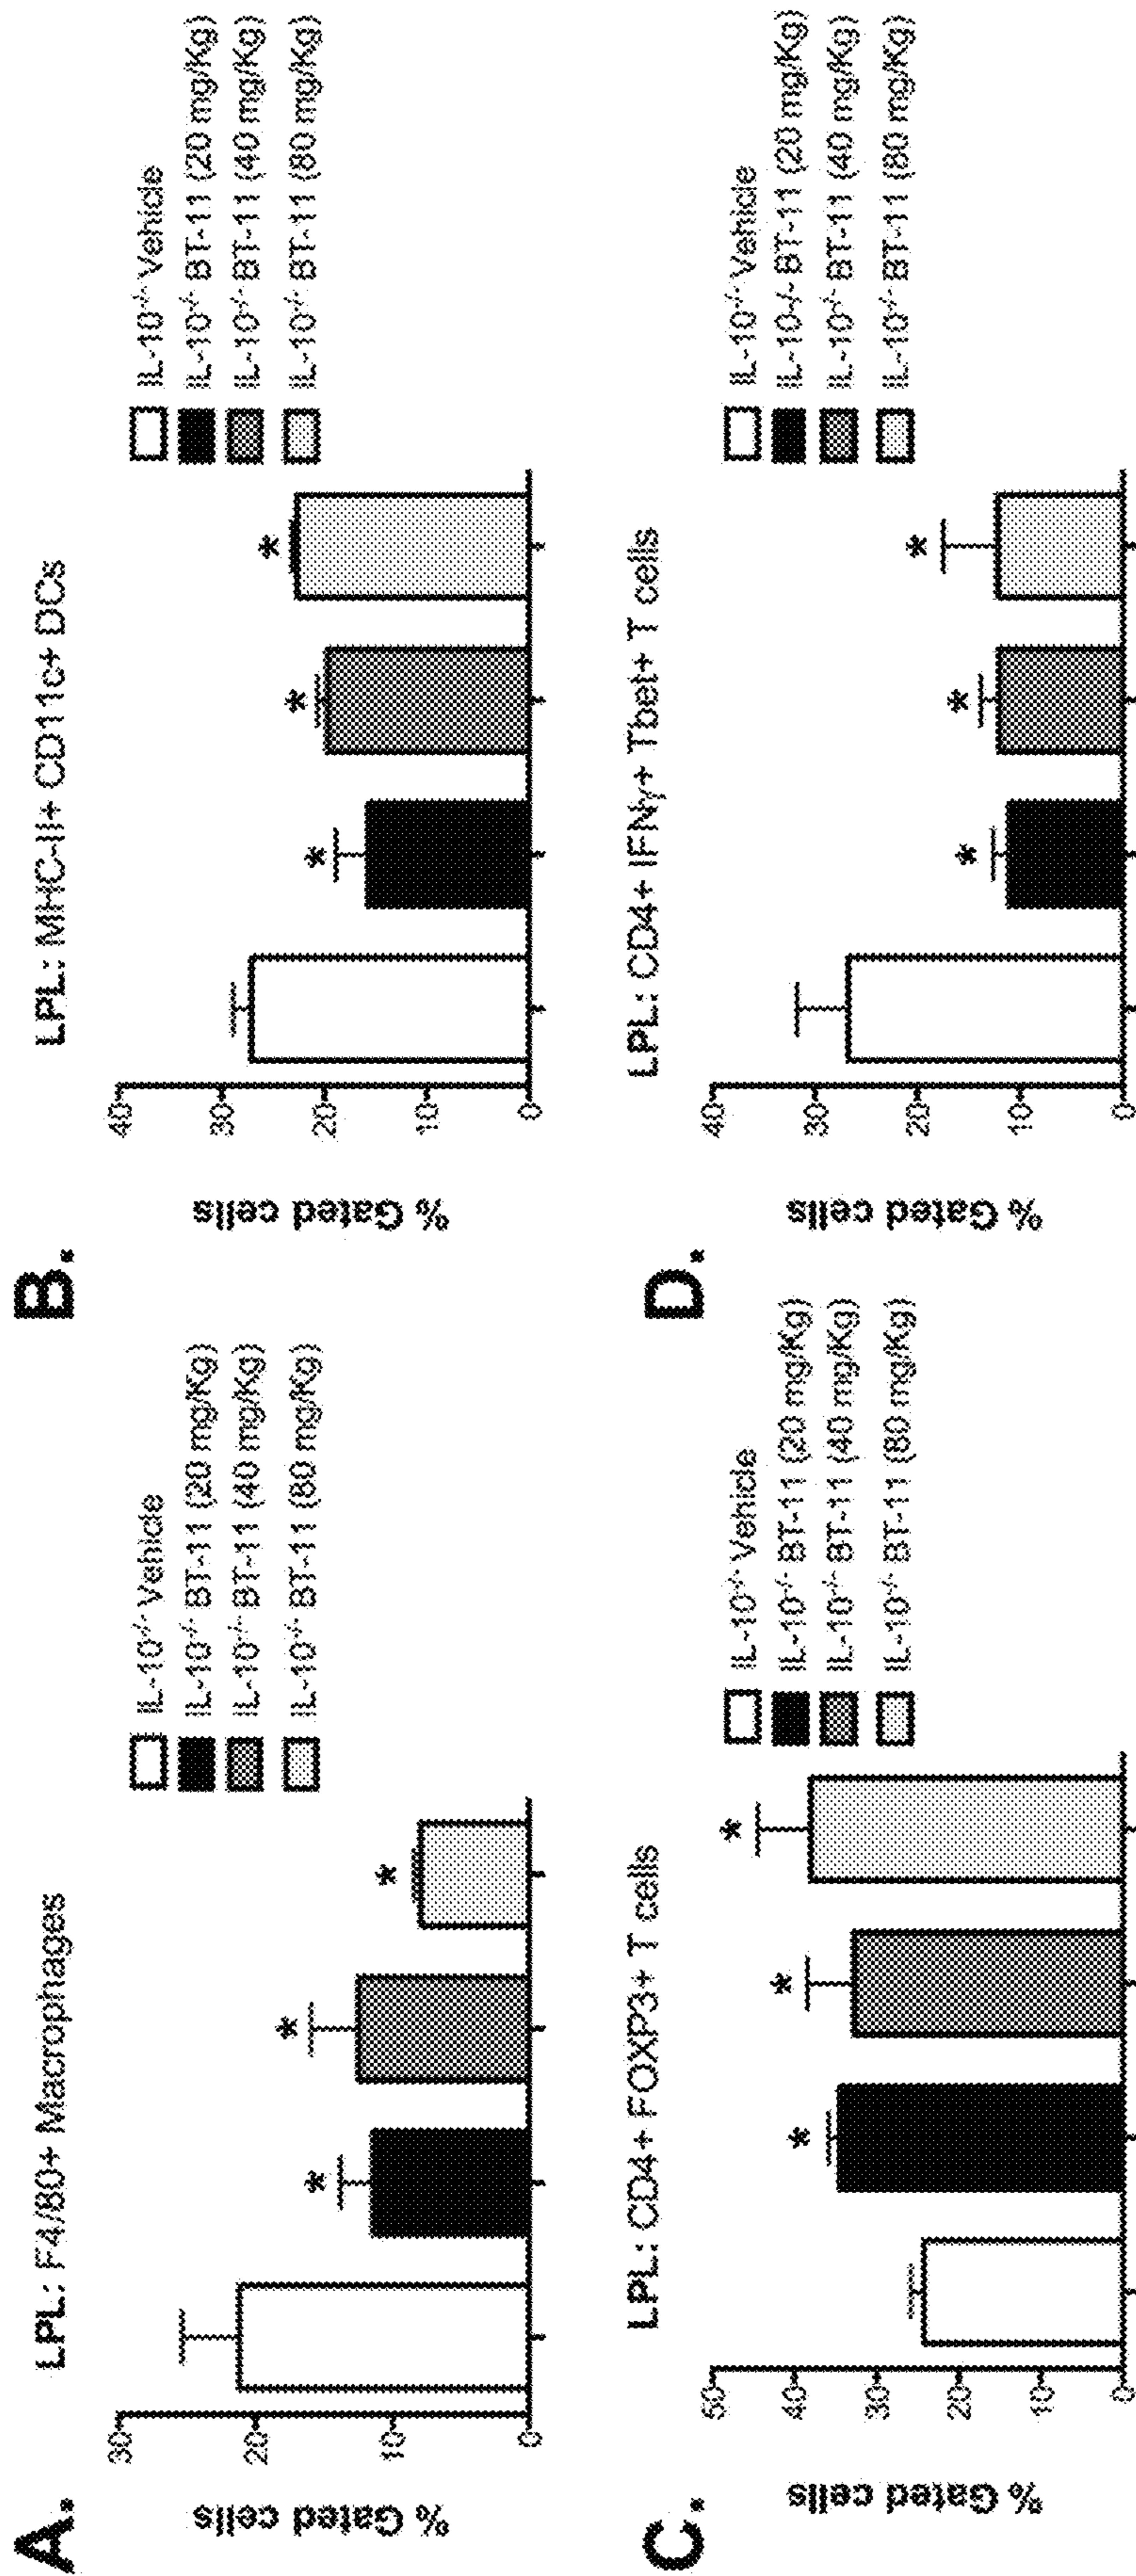 A.
LPL: F4/80+ Macrophages
% Gated cells
30
20
10
0
*
*
*
IL-10-/- Vehicle
IL-10-/- BT-11 (20 mg/Kg)
IL-10-/- BT-11 (40 mg/Kg)
IL-10-/- BT-11 (80 mg/Kg)
B.
LPL: MHC-II+ CD11c+ DCs
% Gated cells
40
30
20
10
0
*
*
*
IL-10-/- Vehicle
IL-10-/- BT-11 (20 mg/Kg)
IL-10-/- BT-11 (40 mg/Kg)
IL-10-/- BT-11 (80 mg/Kg)
C.
LPL: CD4+ FOXP3+ T cells
% Gated cells
50
40
30
20
10
0
*
*
*
IL-10-/- Vehicle
IL-10-/- BT-11 (20 mg/Kg)
IL-10-/- BT-11 (40 mg/Kg)
IL-10-/- BT-11 (80 mg/Kg)
D.
LPL: CD4+ IFNγ+ Tbet+ T cells
% Gated cells
40
30
20
10
0
*
*
*
IL-10-/- Vehicle
IL-10-/- BT-11 (20 mg/Kg)
IL-10-/- BT-11 (40 mg/Kg)
IL-10-/- BT-11 (80 mg/Kg)